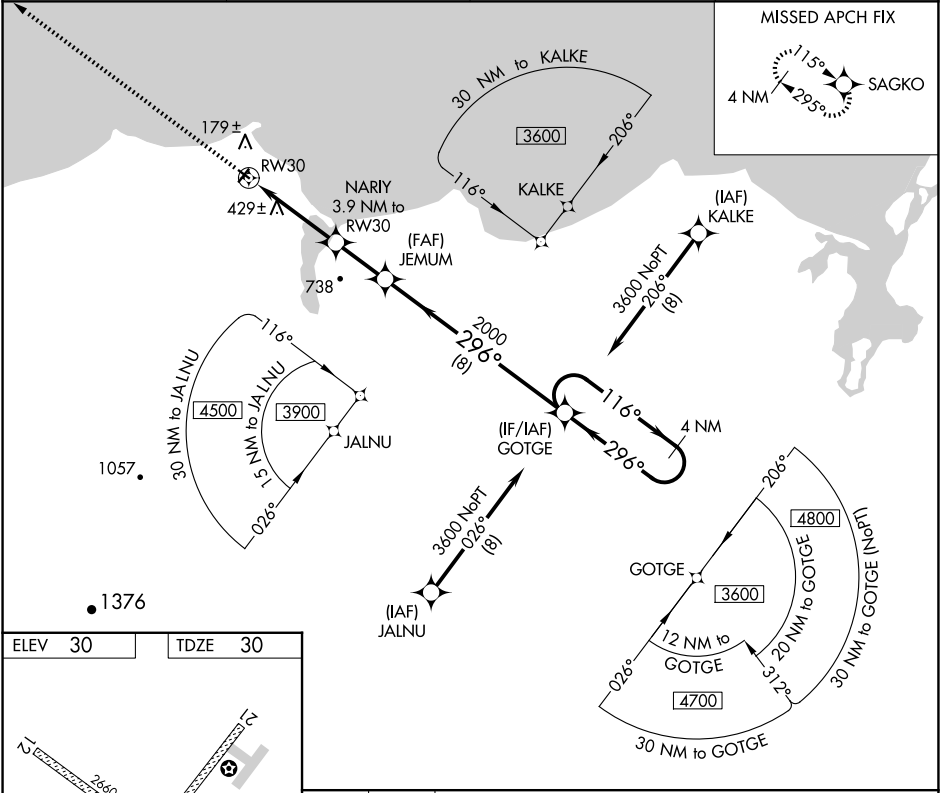 MISSED APCH FIX
115°
4 NM
295°
SAGKO
30 NM to KALKE
3600
206°
116°
KALKE
179±
RW30
429±
NARIY
3.9 NM to
RW30
(FAF)
JEMUM
738
(IAF)
KALKE
3600 NoPT
206°
(8)
2000
296°
(8)
116°
4 NM
296°
(IF/IAF)
GOTGE
116°
30 NM to JALNU
4500
15 NM to JALNU
3900
JALNU
026°
1057
1376
3600 NoPT
026°
(8)
(IAF)
JALNU
206°
4800
GOTGE
3600
20 NM to GOTGE
30 NM to GOTGE (NoPT)
12 NM to
GOTGE
026°
312°
4700
30 NM to GOTGE
ELEV 30
TDZE 30
12
2660
21